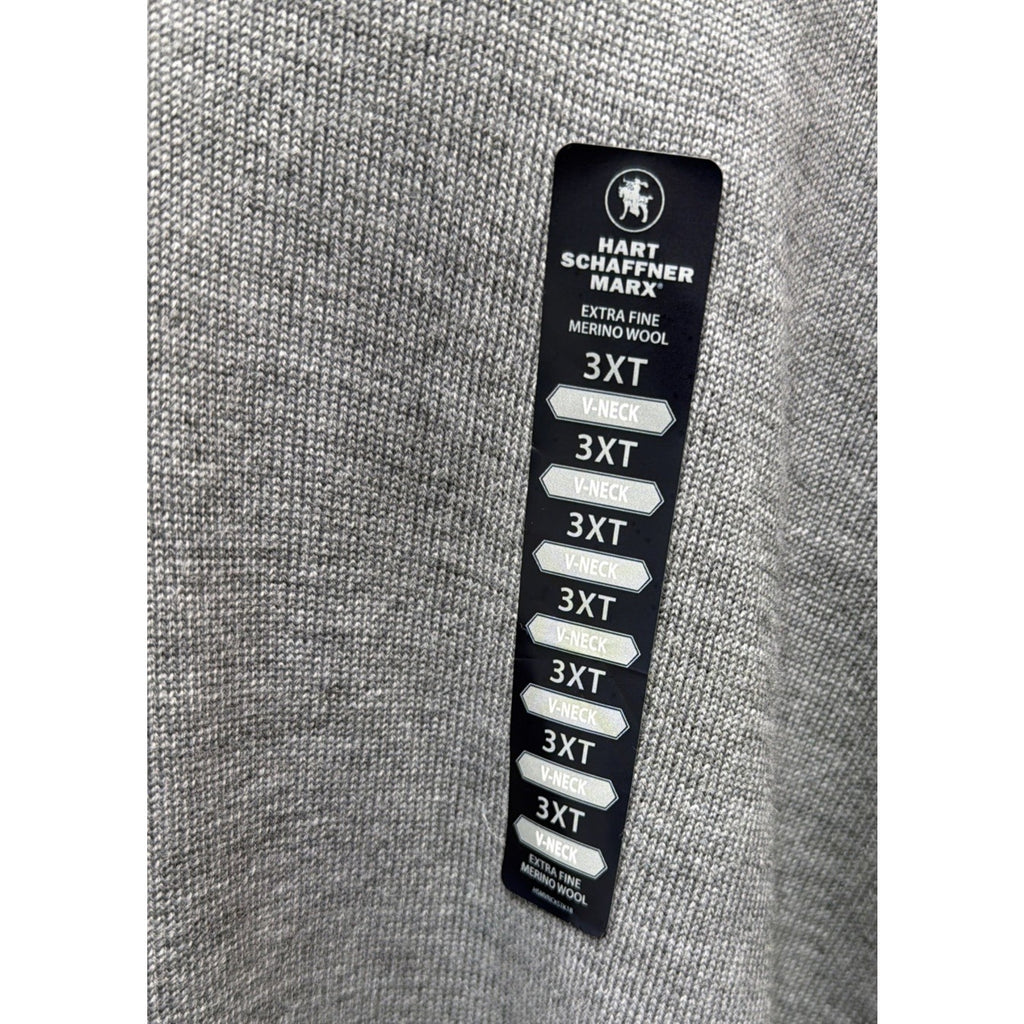 HART
SCHAFFNER
MARX®
EXTRA FINE
MERINO WOOL
3XT
V-NECK
3XT
V-NECK
3XT
V-NECK
3XT
V-NECK
3XT
V-NECK
3XT
V-NECK
3XT
V-NECK
EXTRA FINE
MERINO WOOL